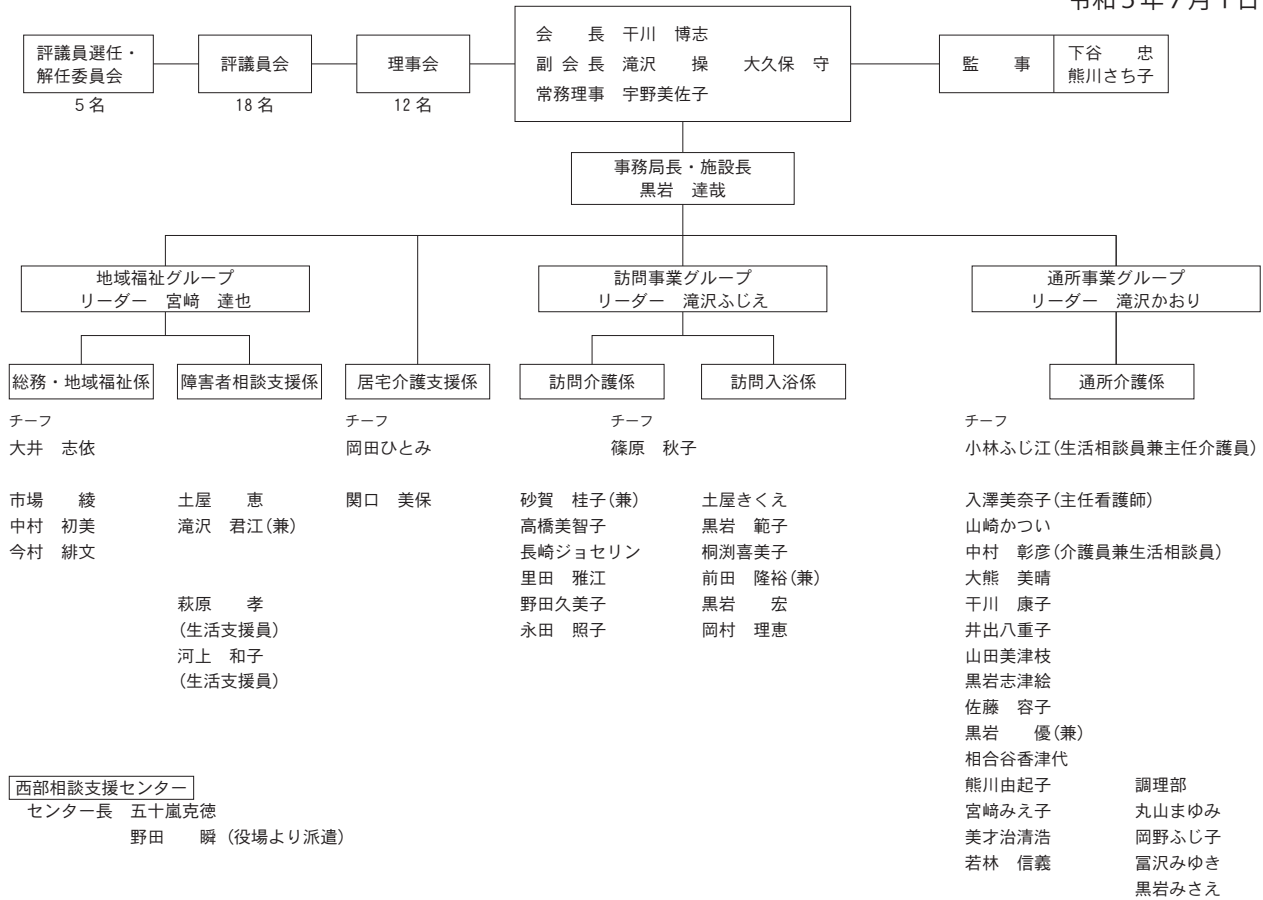 令和5年7月1日
評議員選任・
解任委員会
5名
評議員会
18名
理事会
12名
会　　長　干川　博志
副 会 長　滝沢　　操　　大久保　守
常務理事　宇野美佐子
監　　事
下谷　　忠
熊川さち子
事務局長・施設長
黒岩　達哉
地域福祉グループ
リーダー　宮﨑　達也
訪問事業グループ
リーダー　滝沢ふじえ
通所事業グループ
リーダー　滝沢かおり
総務・地域福祉係
チーフ
大井　志依
市場　　綾
中村　初美
今村　緋文
障害者相談支援係
土屋　　恵
滝沢　君江(兼)
萩原　　孝
(生活支援員)
河上　和子
(生活支援員)
居宅介護支援係
チーフ
岡田ひとみ
関口　美保
訪問介護係
訪問入浴係
チーフ
篠原　秋子
砂賀　桂子(兼)
高橋美智子
長崎ジョセリン
里田　雅江
野田久美子
永田　照子
土屋きくえ
黒岩　範子
桐渕喜美子
前田　隆裕(兼)
黒岩　　宏
岡村　理恵
通所介護係
チーフ
小林ふじ江(生活相談員兼主任介護員)
入澤美奈子(主任看護師)
山崎かつい
中村　彰彦(介護員兼生活相談員)
大熊　美晴
干川　康子
井出八重子
山田美津枝
黒岩志津絵
佐藤　容子
黒岩　　優(兼)
相合谷香津代
熊川由起子
宮﨑みえ子
美才治清浩
若林　信義
調理部
丸山まゆみ
岡野ふじ子
冨沢みゆき
黒岩みさえ
西部相談支援センター
センター長　五十嵐克徳
野田　　瞬（役場より派遣）